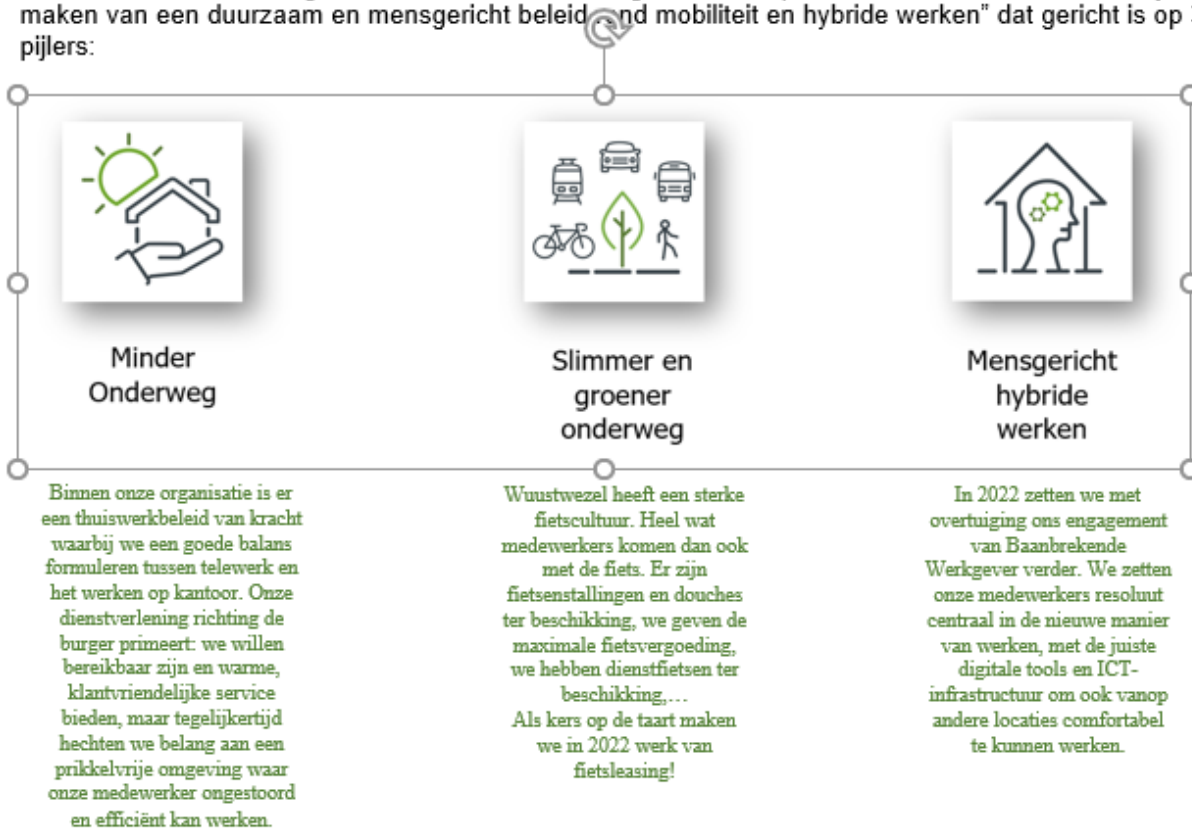 maken van een duurzaam en mensgericht beleid mobiliteit en hybride werken” dat gericht is op
pijlers:
Minder
Onderweg
Slimmer en
groener
onderweg
Mensgericht
hybride
werken
Binnen onze organisatie is er
een thuiswerkbeleid van kracht
waarbij we een goede balans
formuleren tussen telewerk en
het werken op kantoor. Onze
dienstverlening richting de
burger primeert: we willen
bereikbaar zijn en warme,
klantvriendelijke service
bieden, maar tegelijkertijd
hechten we belang aan een
prikkelvrije omgeving waar
onze medewerker ongestoord
en efficiënt kan werken.
Wuustwezel heeft een sterke
fietscultuur. Heel wat
medewerkers komen dan ook
met de fiets. Er zijn
fietsenstallingen en douches
ter beschikking, we geven de
maximale fietsvergoeding,
we hebben dienstfietsen ter
beschikking,…
Als kers op de taart maken
we in 2022 werk van
fietsleasing!
In 2022 zetten we met
overtuiging ons engagement
van Baanbrekende
Werkgever verder. We zetten
onze medewerkers resoluut
centraal in de nieuwe manier
van werken, met de juiste
digitale tools en ICT-
infrastructuur om ook vanop
andere locaties comfortabel
te kunnen werken.